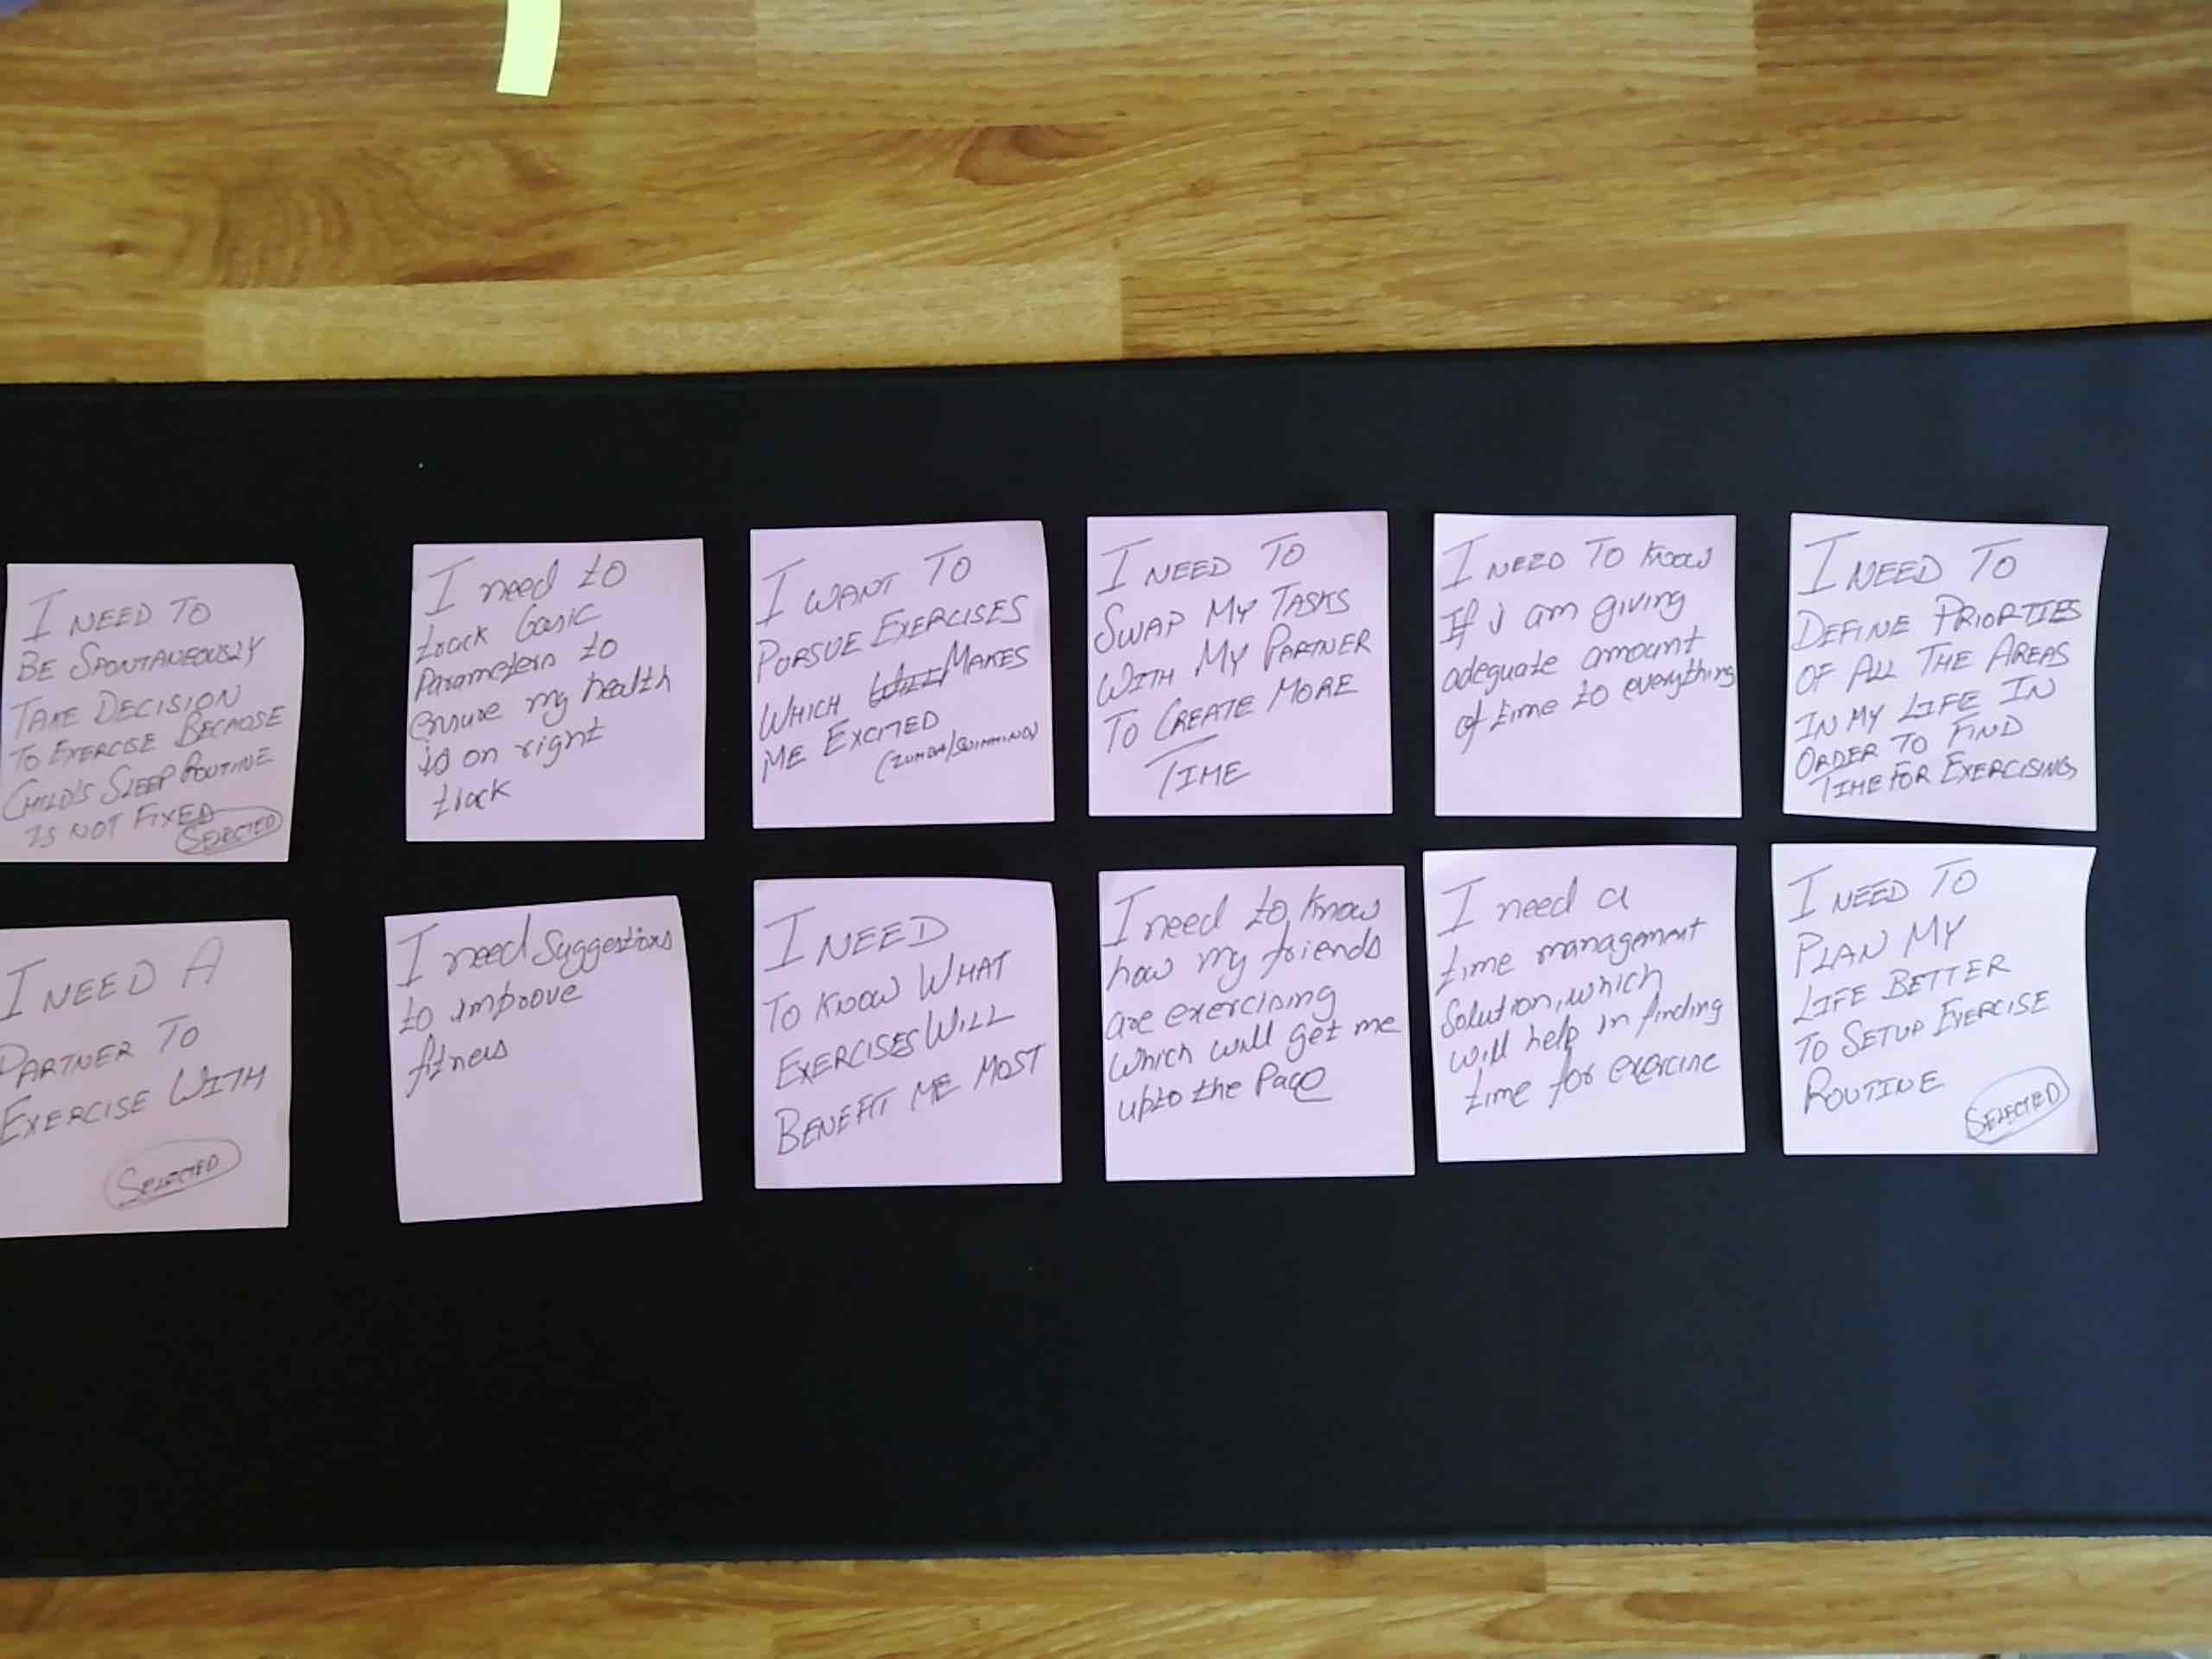 I NEED TO
BE SPONTANEOUSLY
TAKE DECISION
TO EXERCISE BECAUSE
CHILD'S SLEEP ROUTINE
IS NOT FIXED
SELECTED
I need to
track basic
Parameters to
ensure my health
is on right
track
I WANT TO
PURSUE EXERCISES
WHICH MAKES
ME EXCITED
(ZUMBA/SWIMMING)
I NEED TO
SWAP MY TASKS
WITH MY PARTNER
TO CREATE MORE
TIME
I NEED TO Know
If i am giving
adequate amount
of time to everything
I NEED TO
DEFINE PRIORTIES
OF ALL THE AREAS
IN MY LIFE IN
ORDER TO FIND
TIME FOR EXERCISING
I NEED A
PARTNER TO
EXERCISE WITH
SELECTED
I need Suggestions
to improve
fitness
I NEED
TO KNOW WHAT
EXERCISES WILL
BENEFIT ME MOST
I need to know
how my friends
are exercising
which will get me
upto the Pace
I need a
time management
Solution, which
will help in finding
time for exercise
I NEED TO
PLAN MY
LIFE BETTER
TO SETUP EXERCISE
ROUTINE
SELECTED